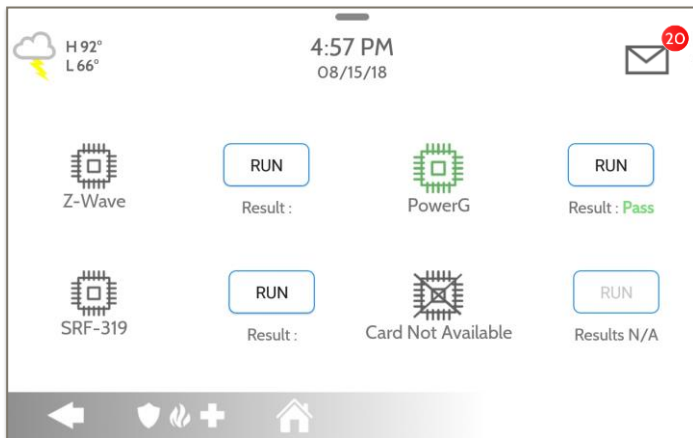 H 92°
L 66°
4:57 PM
08/15/18
20
RUN
RUN
Z-Wave
Result :
PowerG
Result : Pass
RUN
RUN
SRF-319
Result :
Card Not Available
Results N/A